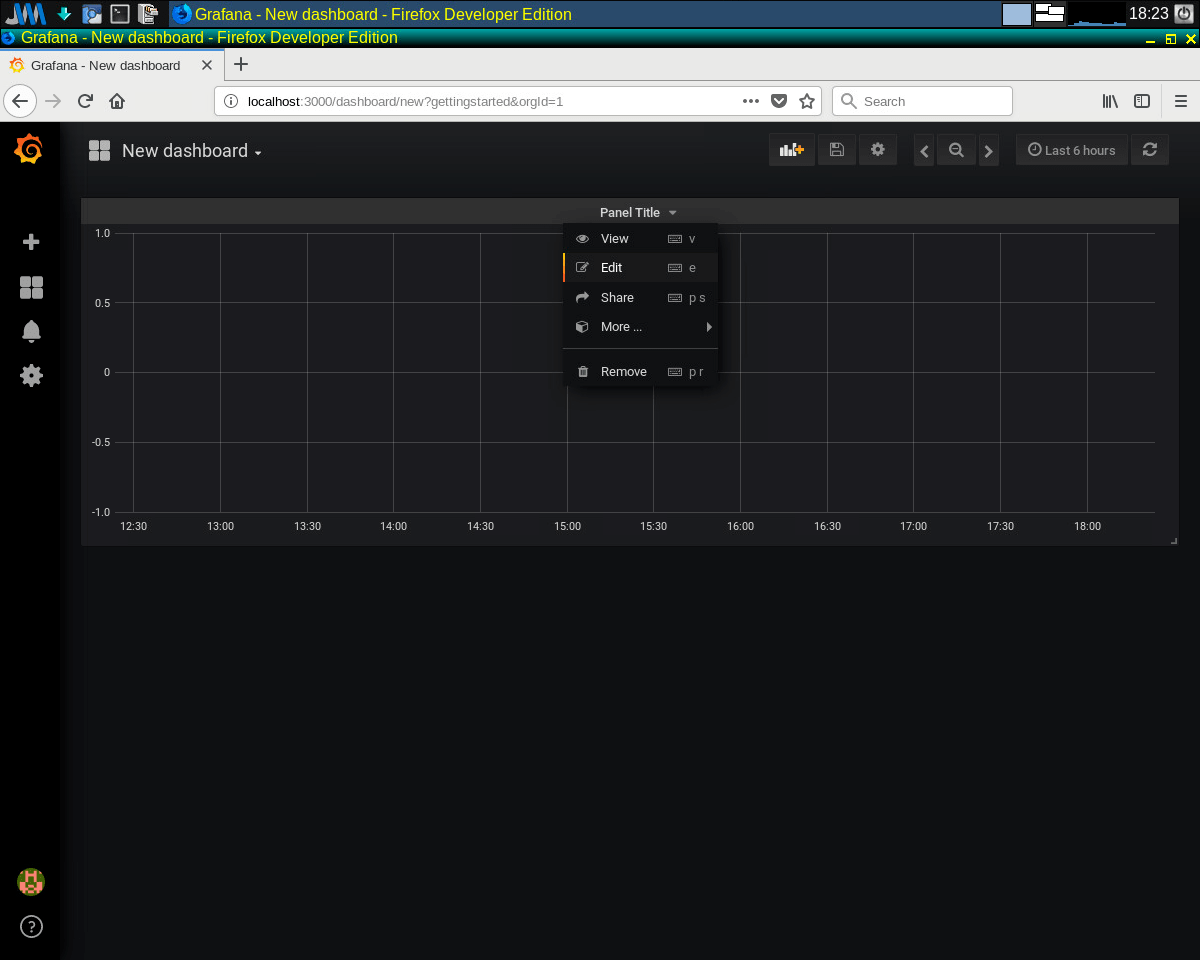 Grafana - New dashboard - Firefox Developer Edition
18:23
Grafana - New dashboard - Firefox Developer Edition
Grafana - New dashboard
localhost:3000/dashboard/new?gettingstarted&orgId=1
Search
New dashboard
Last 6 hours
Panel Title
View v
Edit e
Share p s
More ...
Remove p r
1.0
0.5
0
-0.5
-1.0
12:30 13:00 13:30 14:00 14:30 15:00 15:30 16:00 16:30 17:00 17:30 18:00
?